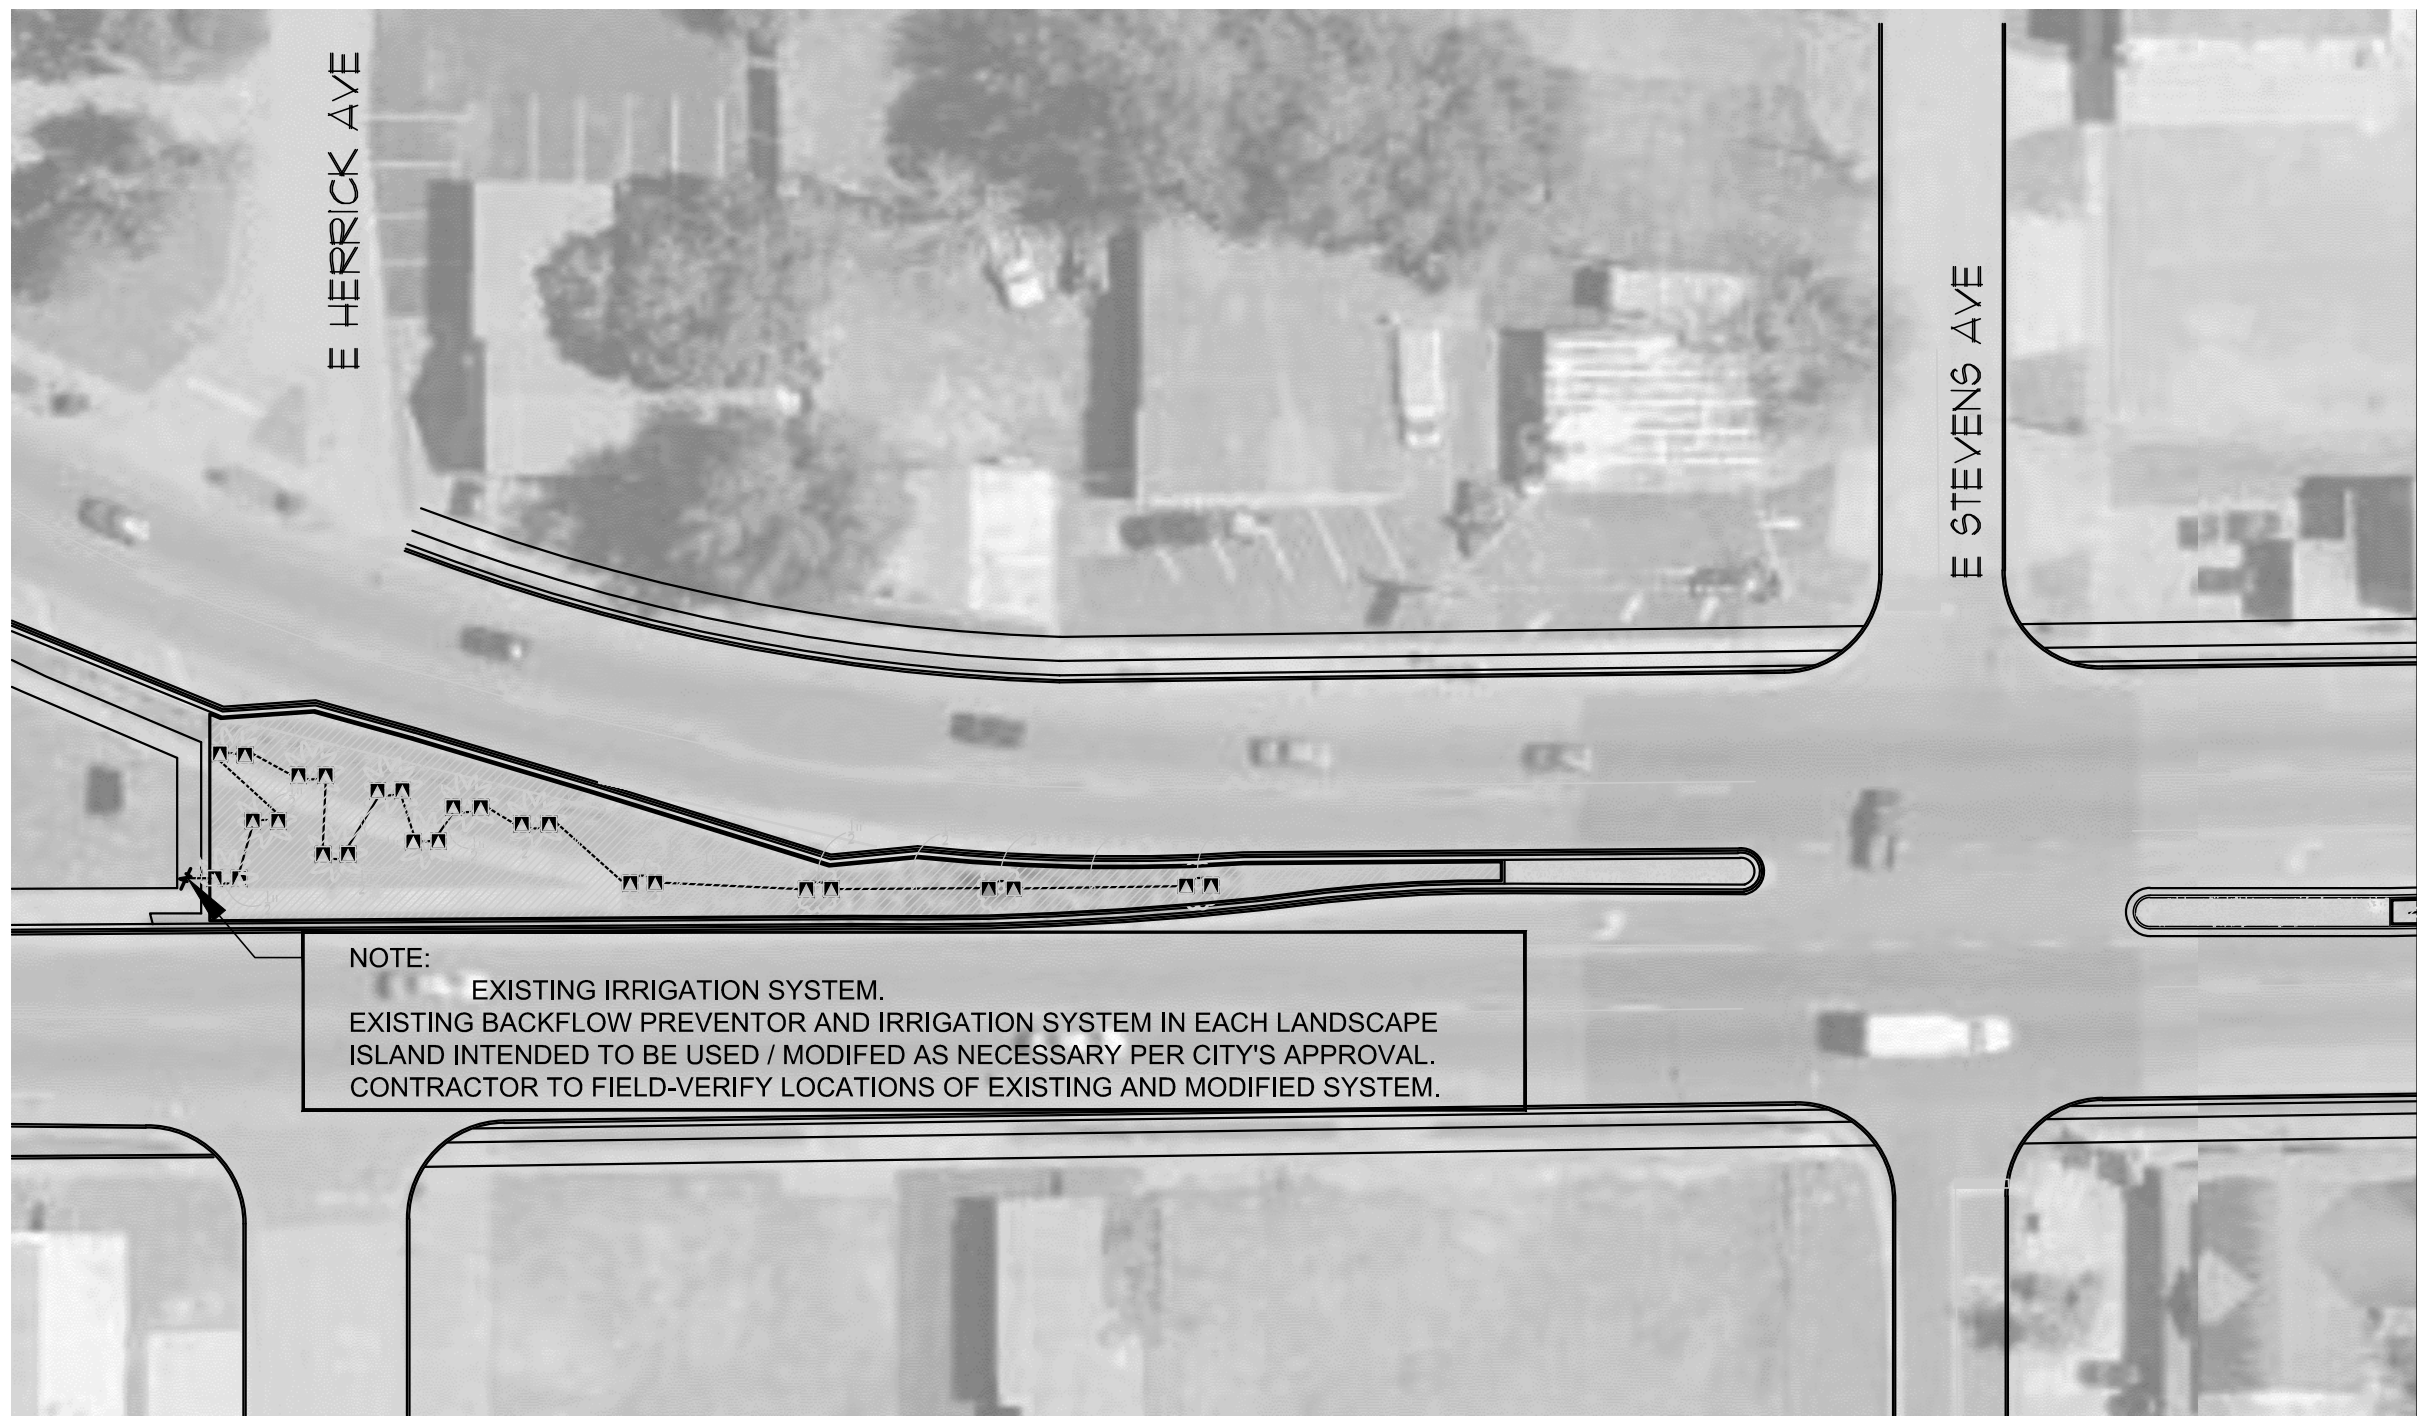 E HERRICK AVE
E STEVENS AVE
NOTE:
EXISTING IRRIGATION SYSTEM.
EXISTING BACKFLOW PREVENTOR AND IRRIGATION SYSTEM IN EACH LANDSCAPE
ISLAND INTENDED TO BE USED / MODIFED AS NECESSARY PER CITY'S APPROVAL.
CONTRACTOR TO FIELD-VERIFY LOCATIONS OF EXISTING AND MODIFIED SYSTEM.